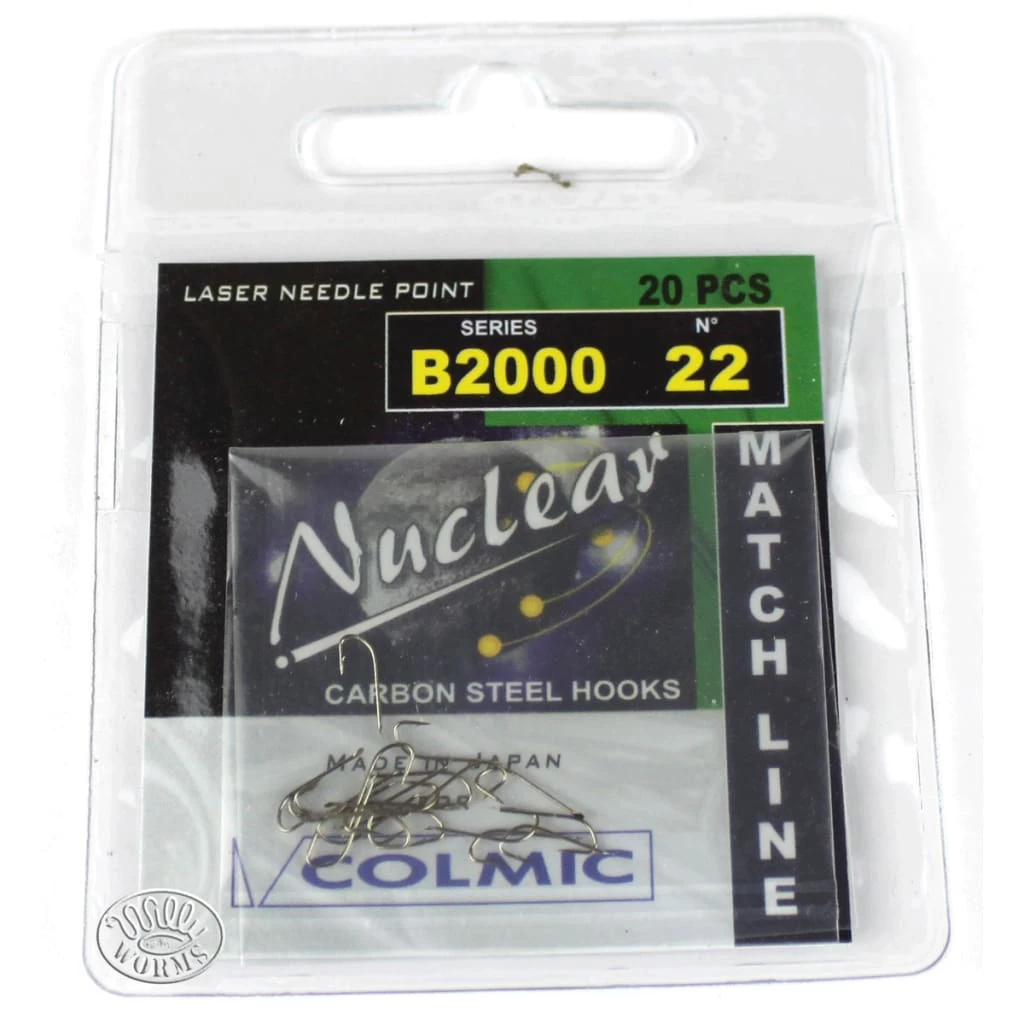 LASER NEEDLE POINT
20 PCS
SERIES
N°
B2000
22
Nuclear
CARBON STEEL HOOKS
MATCH LINE
MADE IN JAPAN
COLMIC
WORMS